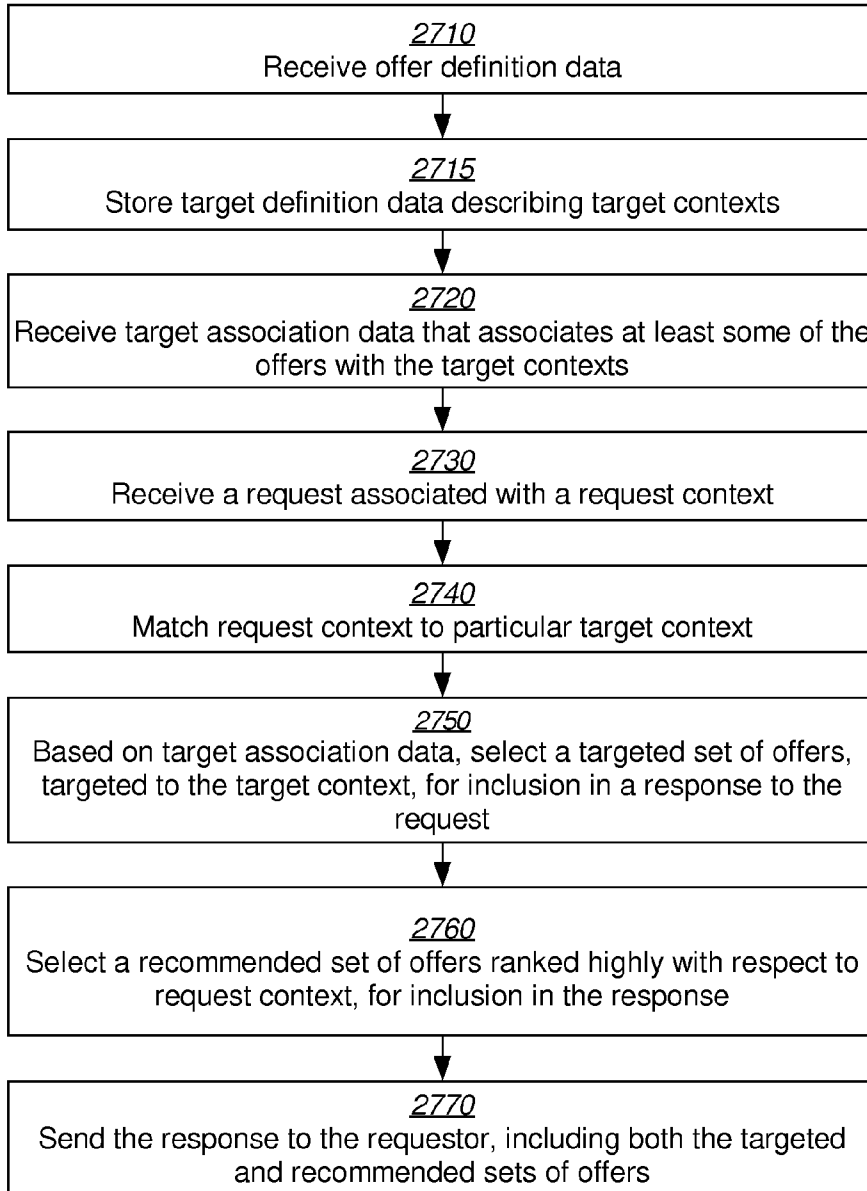 2710
Receive offer definition data
2715
Store target definition data describing target contexts
2720
Receive target association data that associates at least some of the
offers with the target contexts
2730
Receive a request associated with a request context
2740
Match request context to particular target context
2750
Based on target association data, select a targeted set of offers,
targeted to the target context, for inclusion in a response to the
request
2760
Select a recommended set of offers ranked highly with respect to
request context, for inclusion in the response
2770
Send the response to the requestor, including both the targeted
and recommended sets of offers